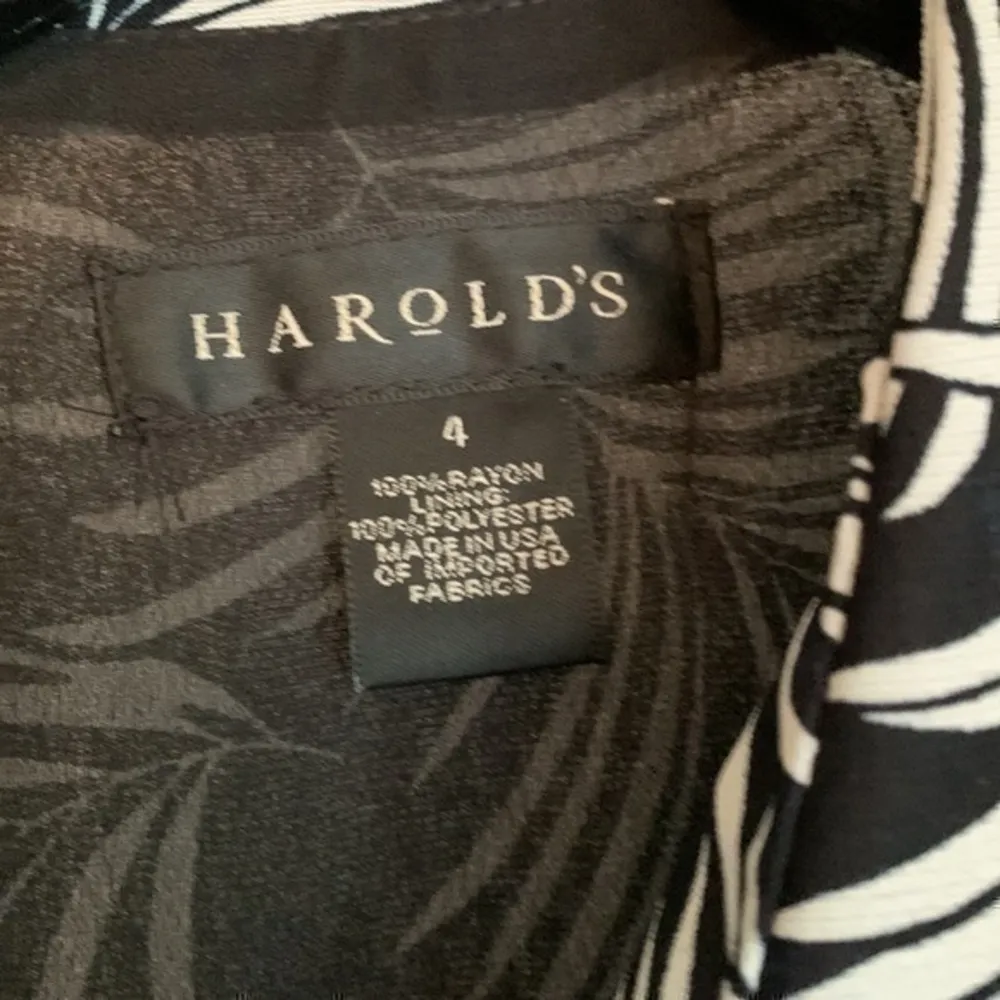 HAROLD'S
4
100% RAYON
LINING:
100% POLYESTER
MADE IN USA
OF IMPORTED
FABRICS